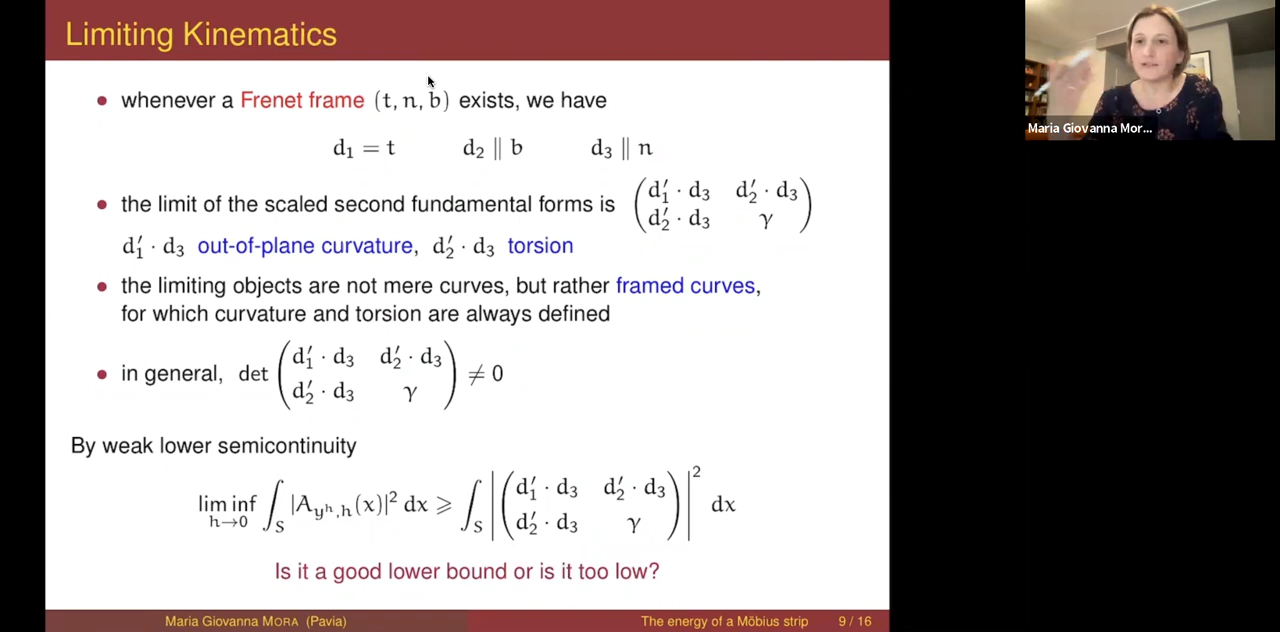 Limiting Kinematics
• whenever a Frenet frame (t, n, b) exists, we have
d₁ = t    d₂ ∥ b    d₃ ∥ n
• the limit of the scaled second fundamental forms is ( d₁′ · d₃  d₂′ · d₃ ; d₂′ · d₃  γ )
d₁′ · d₃ out-of-plane curvature, d₂′ · d₃ torsion
• the limiting objects are not mere curves, but rather framed curves,
for which curvature and torsion are always defined
• in general, det ( d₁′ · d₃  d₂′ · d₃ ; d₂′ · d₃  γ ) ≠ 0
By weak lower semicontinuity
lim inf_{h→0} ∫_S |A_{yʰ,h}(x)|² dx ⩾ ∫_S | ( d₁′ · d₃  d₂′ · d₃ ; d₂′ · d₃  γ ) |² dx
Is it a good lower bound or is it too low?
Maria Giovanna MORA (Pavia)
The energy of a Möbius strip    9 / 16
Maria Giovanna Mor...